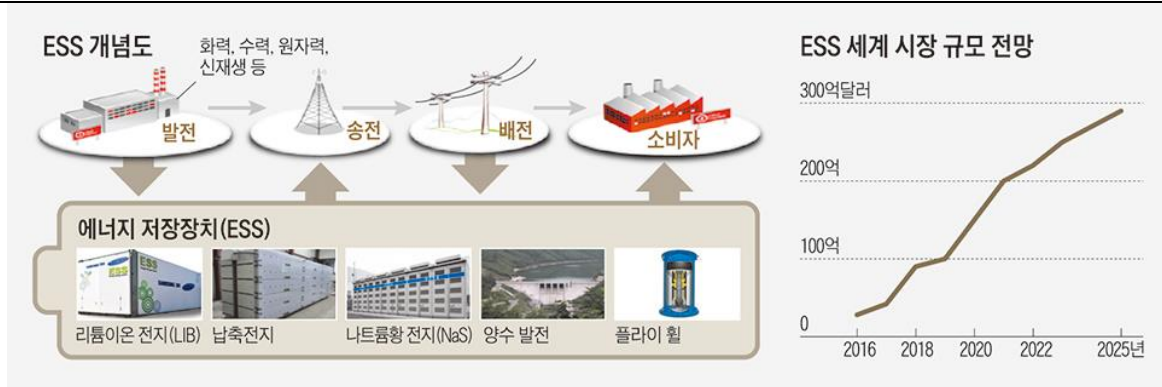 ESS 개념도
화력, 수력, 원자력,
신재생 등
발전
송전
배전
소비자
에너지 저장장치(ESS)
ESS
리튬이온 전지(LIB)
납축전지
나트륨황 전지(NaS)
양수 발전
플라이 휠
ESS 세계 시장 규모 전망
300억달러
200억
100억
0
2016
2018
2020
2022
2025년